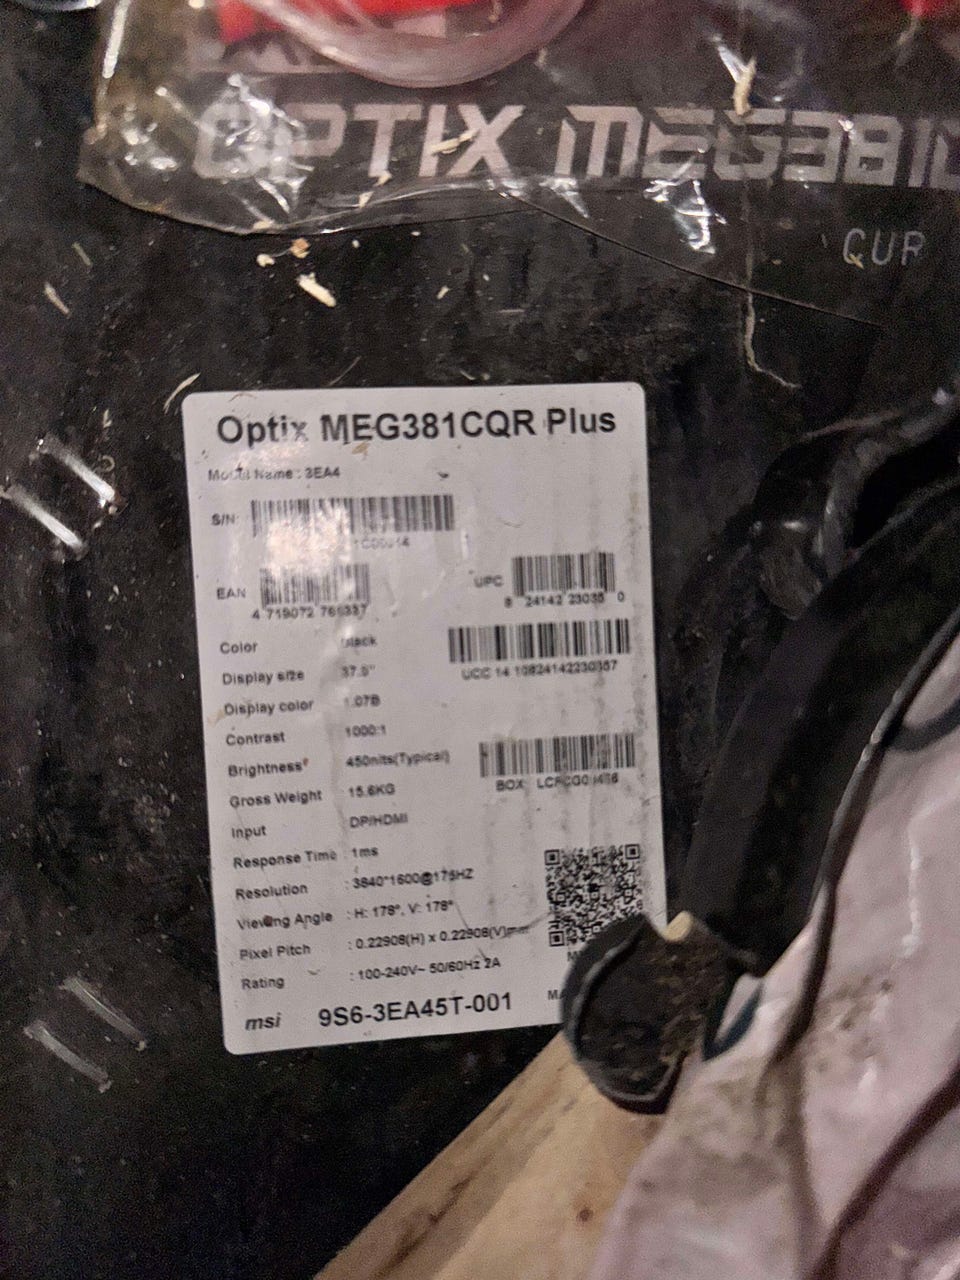 OPTIX MEG381C
CUR
Optix MEG381CQR Plus
Model Name : 3EA4
S/N
EAN
UPC
8 24142 23035 0
Color Black
UCC 14 10824142230357
Display size 37.5"
Display color 1.07B
Contrast 1000:1
Brightness 450nits(Typical)
BOX
Gross Weight 15.6KG
Input DP/HDMI
Response Time : 1ms
Resolution : 3840*1600@175HZ
Viewing Angle : H: 178°, V: 178°
Pixel Pitch : 0.22908(H) x 0.22908(V)mm
Rating : 100-240V~ 50/60Hz 2A
msi 9S6-3EA45T-001